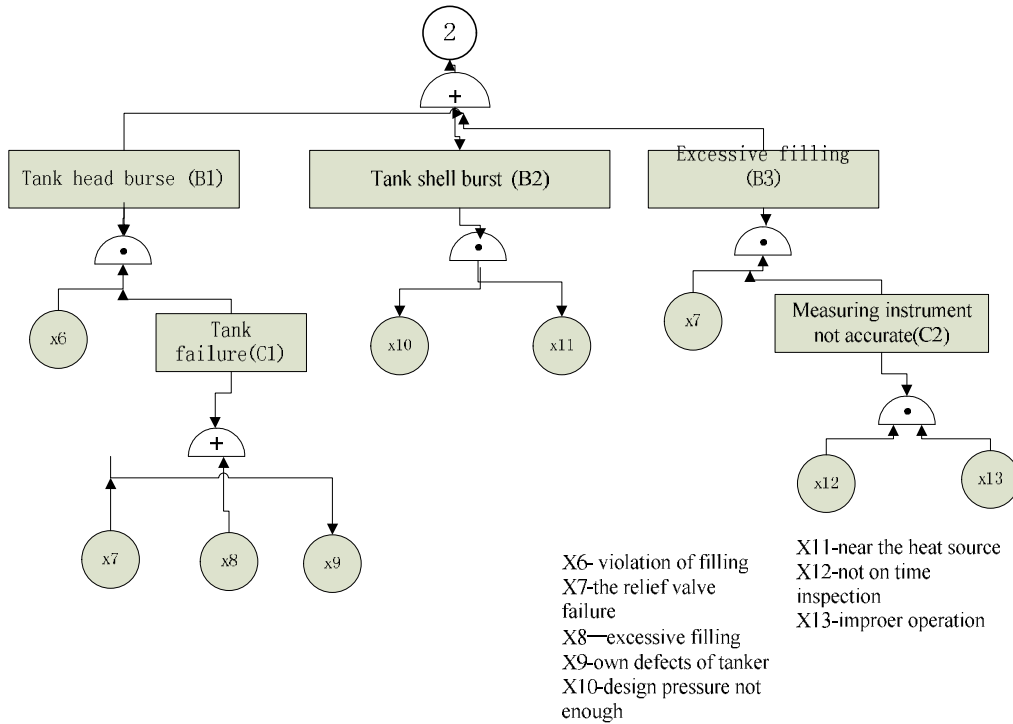 2
+
Tank head burse (B1)
Tank shell burst (B2)
Excessive filling
(B3)
x6
Tank
failure(C1)
x10
x11
x7
Measuring instrument
not accurate(C2)
+
x12
x13
x7
x8
x9
X6- violation of filling
X7-the relief valve
failure
X8—excessive filling
X9-own defects of tanker
X10-design pressure not
enough
X11-near the heat source
X12-not on time
inspection
X13-improer operation